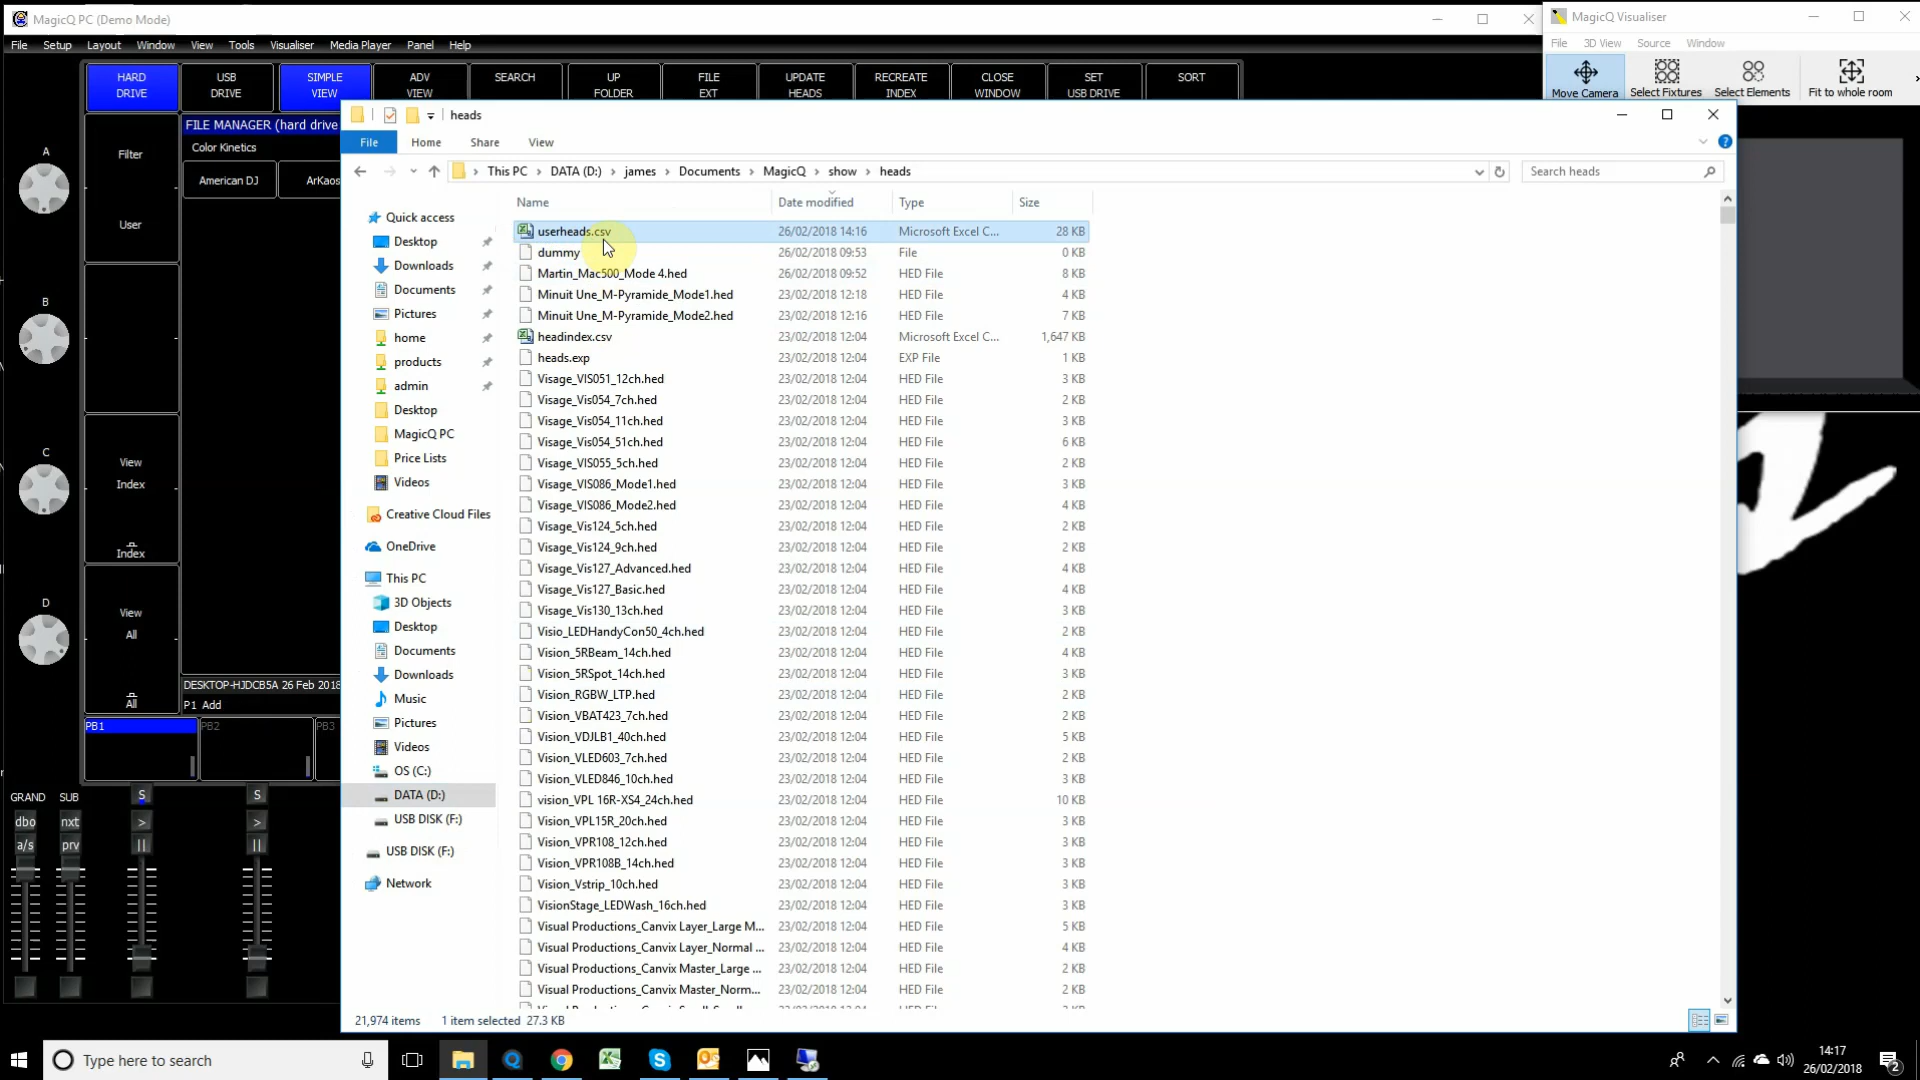 MagicQ PC (Demo Mode)
File Setup Layout Window View Tools Visualiser Media Player Panel Help
HARD DRIVE
USB DRIVE
SIMPLE VIEW
ADV VIEW
SEARCH
UP FOLDER
FILE EXT
UPDATE HEADS
RECREATE INDEX
CLOSE WINDOW
SET USB DRIVE
SORT
MagicQ Visualiser
File 3D View Source Window
Move Camera Select Fixtures Select Elements Fit to whole room
FILE MANAGER (hard drive
Color Kinetics
American DJ ArKaos
A
Filter
User
B
C
View
Index
Index
D
View
All
All
DESKTOP-HJDCB5A 26 Feb 2018
P1 Add
PB1 PB2 PB3
GRAND SUB S S
dbo nxt > >
a/s prv || ||
heads
File Home Share View
This PC > DATA (D:) > james > Documents > MagicQ > show > heads
Search heads
Quick access
Desktop
Downloads
Documents
Pictures
home
products
admin
Desktop
MagicQ PC
Price Lists
Videos
Creative Cloud Files
OneDrive
This PC
3D Objects
Desktop
Documents
Downloads
Music
Pictures
Videos
OS (C:)
DATA (D:)
USB DISK (F:)
USB DISK (F:)
Network
Name Date modified Type Size
userheads.csv 26/02/2018 14:16 Microsoft Excel C... 28 KB
dummy 26/02/2018 09:53 File 0 KB
Martin_Mac500_Mode 4.hed 26/02/2018 09:52 HED File 8 KB
Minuit Une_M-Pyramide_Mode1.hed 23/02/2018 12:18 HED File 4 KB
Minuit Une_M-Pyramide_Mode2.hed 23/02/2018 12:16 HED File 7 KB
headindex.csv 23/02/2018 12:04 Microsoft Excel C... 1,647 KB
heads.exp 23/02/2018 12:04 EXP File 1 KB
Visage_VIS051_12ch.hed 23/02/2018 12:04 HED File 3 KB
Visage_Vis054_7ch.hed 23/02/2018 12:04 HED File 2 KB
Visage_Vis054_11ch.hed 23/02/2018 12:04 HED File 3 KB
Visage_Vis054_51ch.hed 23/02/2018 12:04 HED File 6 KB
Visage_VIS055_5ch.hed 23/02/2018 12:04 HED File 2 KB
Visage_VIS086_Mode1.hed 23/02/2018 12:04 HED File 3 KB
Visage_VIS086_Mode2.hed 23/02/2018 12:04 HED File 4 KB
Visage_Vis124_5ch.hed 23/02/2018 12:04 HED File 2 KB
Visage_Vis124_9ch.hed 23/02/2018 12:04 HED File 2 KB
Visage_Vis127_Advanced.hed 23/02/2018 12:04 HED File 4 KB
Visage_Vis127_Basic.hed 23/02/2018 12:04 HED File 4 KB
Visage_Vis130_13ch.hed 23/02/2018 12:04 HED File 3 KB
Visio_LEDHandyCon50_4ch.hed 23/02/2018 12:04 HED File 2 KB
Vision_5RBeam_14ch.hed 23/02/2018 12:04 HED File 4 KB
Vision_5RSpot_14ch.hed 23/02/2018 12:04 HED File 3 KB
Vision_RGBW_LTP.hed 23/02/2018 12:04 HED File 2 KB
Vision_VBAT423_7ch.hed 23/02/2018 12:04 HED File 2 KB
Vision_VDJLB1_40ch.hed 23/02/2018 12:04 HED File 5 KB
Vision_VLED603_7ch.hed 23/02/2018 12:04 HED File 3 KB
Vision_VLED846_10ch.hed 23/02/2018 12:04 HED File 3 KB
vision_VPL 16R-XS4_24ch.hed 23/02/2018 12:04 HED File 10 KB
Vision_VPL15R_20ch.hed 23/02/2018 12:04 HED File 3 KB
Vision_VPR108_12ch.hed 23/02/2018 12:04 HED File 3 KB
Vision_VPR108B_14ch.hed 23/02/2018 12:04 HED File 3 KB
Vision_Vstrip_10ch.hed 23/02/2018 12:04 HED File 3 KB
VisionStage_LEDWash_16ch.hed 23/02/2018 12:04 HED File 3 KB
Visual Productions_Canvix Layer_Large M... 23/02/2018 12:04 HED File 5 KB
Visual Productions_Canvix Layer_Normal ... 23/02/2018 12:04 HED File 4 KB
Visual Productions_Canvix Master_Large ... 23/02/2018 12:04 HED File 2 KB
Visual Productions_Canvix Master_Norm... 23/02/2018 12:04 HED File 2 KB
21,974 items 1 item selected 27.3 KB
Type here to search
14:17
26/02/2018
2